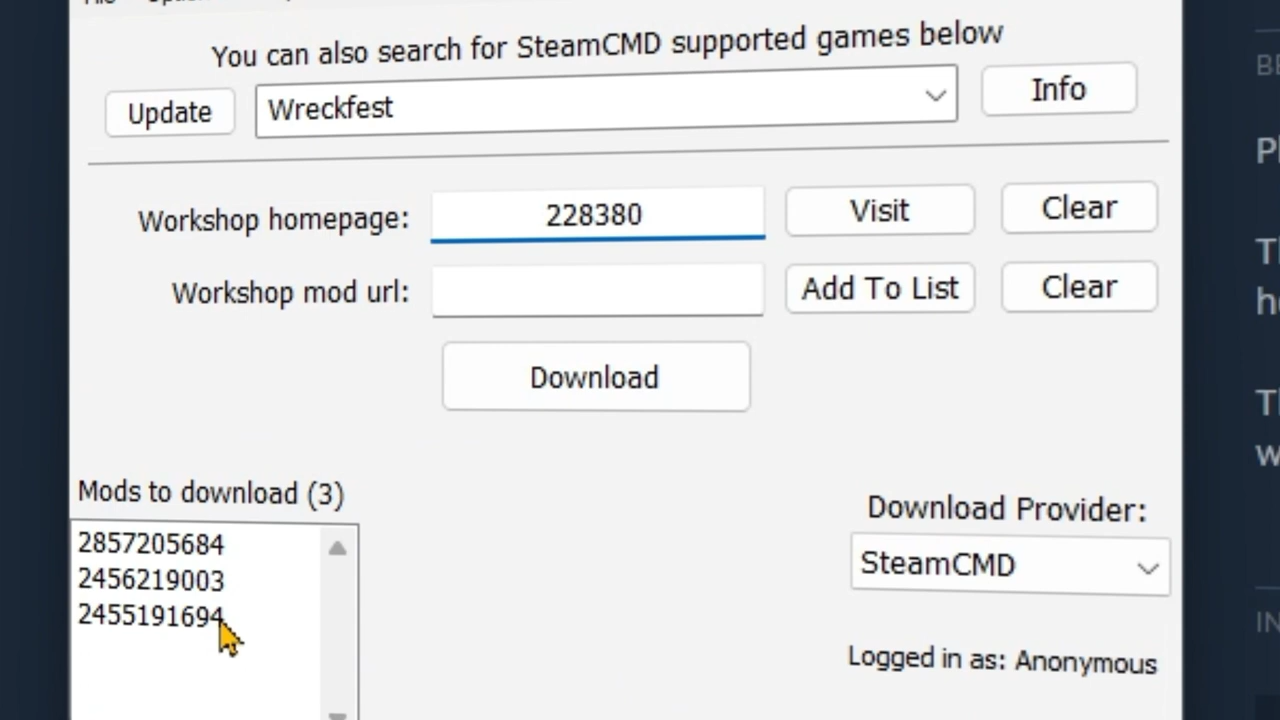 You can also search for SteamCMD supported games below
Update Wreckfest Info
Workshop homepage: 228380 Visit Clear
Workshop mod url: Add To List Clear
Download
Mods to download (3)
2857205684
2456219003
2455191694
Download Provider:
SteamCMD
Logged in as: Anonymous